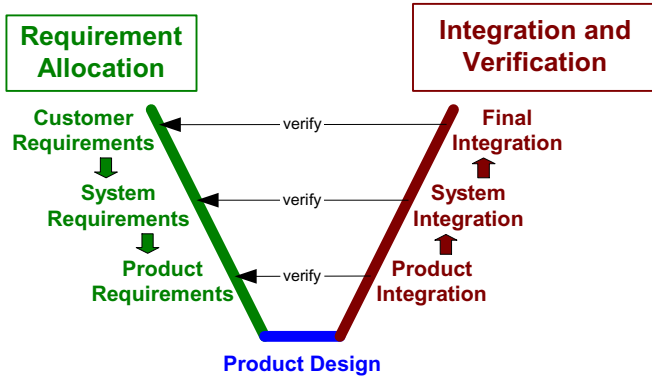 Requirement
Allocation
Integration and
Verification
Customer
Requirements
verify
Final
Integration
System
Requirements
verify
System
Integration
Product
Requirements
verify
Product
Integration
Product Design